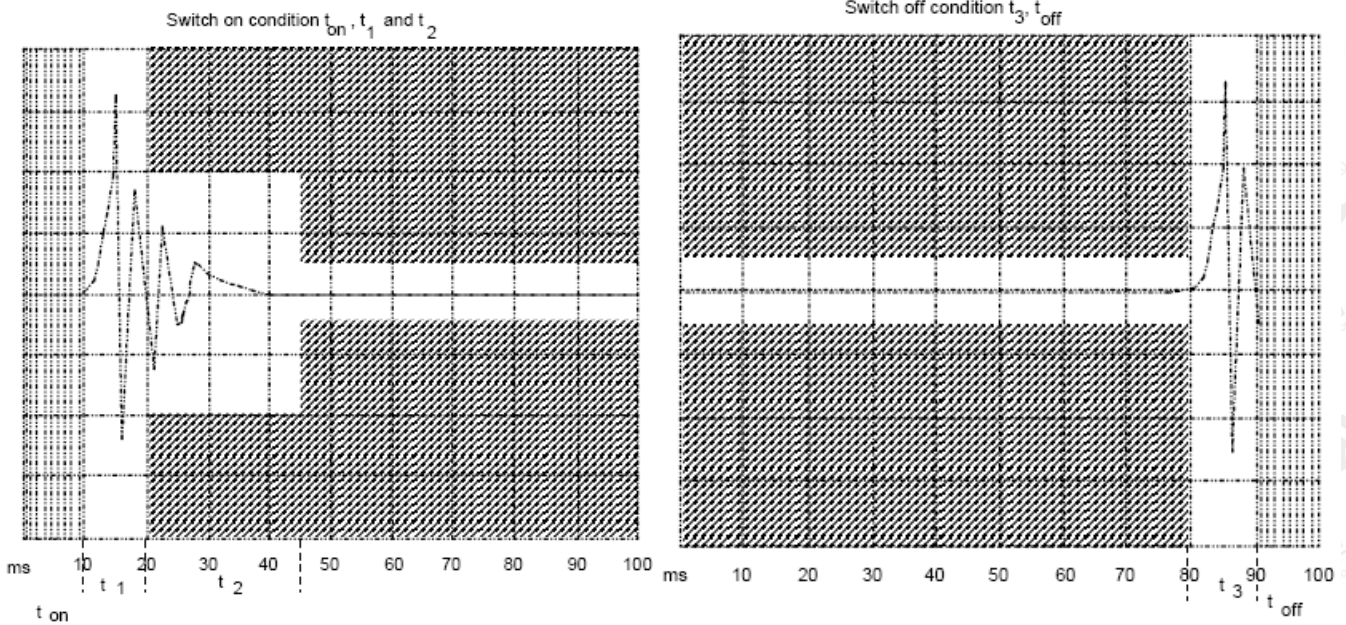 Switch on condition t on , t 1 and t 2
ms 10 20 30 40 50 60 70 80 90 100
t 1 t 2
t on
Switch off condition t 3, t off
ms 10 20 30 40 50 60 70 80 90 100
t 3 t off